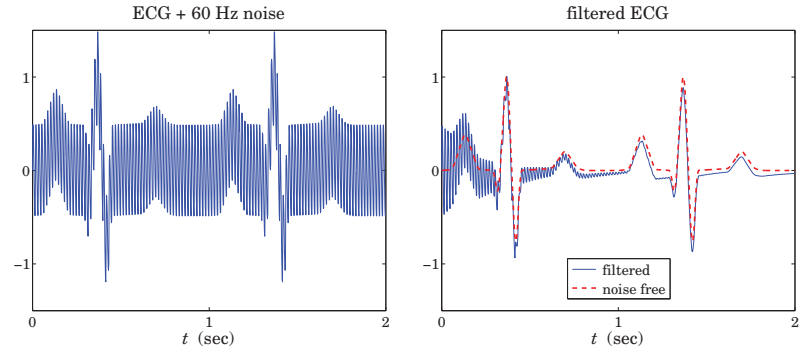 ECG + 60 Hz noise
1
0
−1
0
1
2
t (sec)
filtered ECG
1
0
−1
filtered
noise free
0
1
2
t (sec)